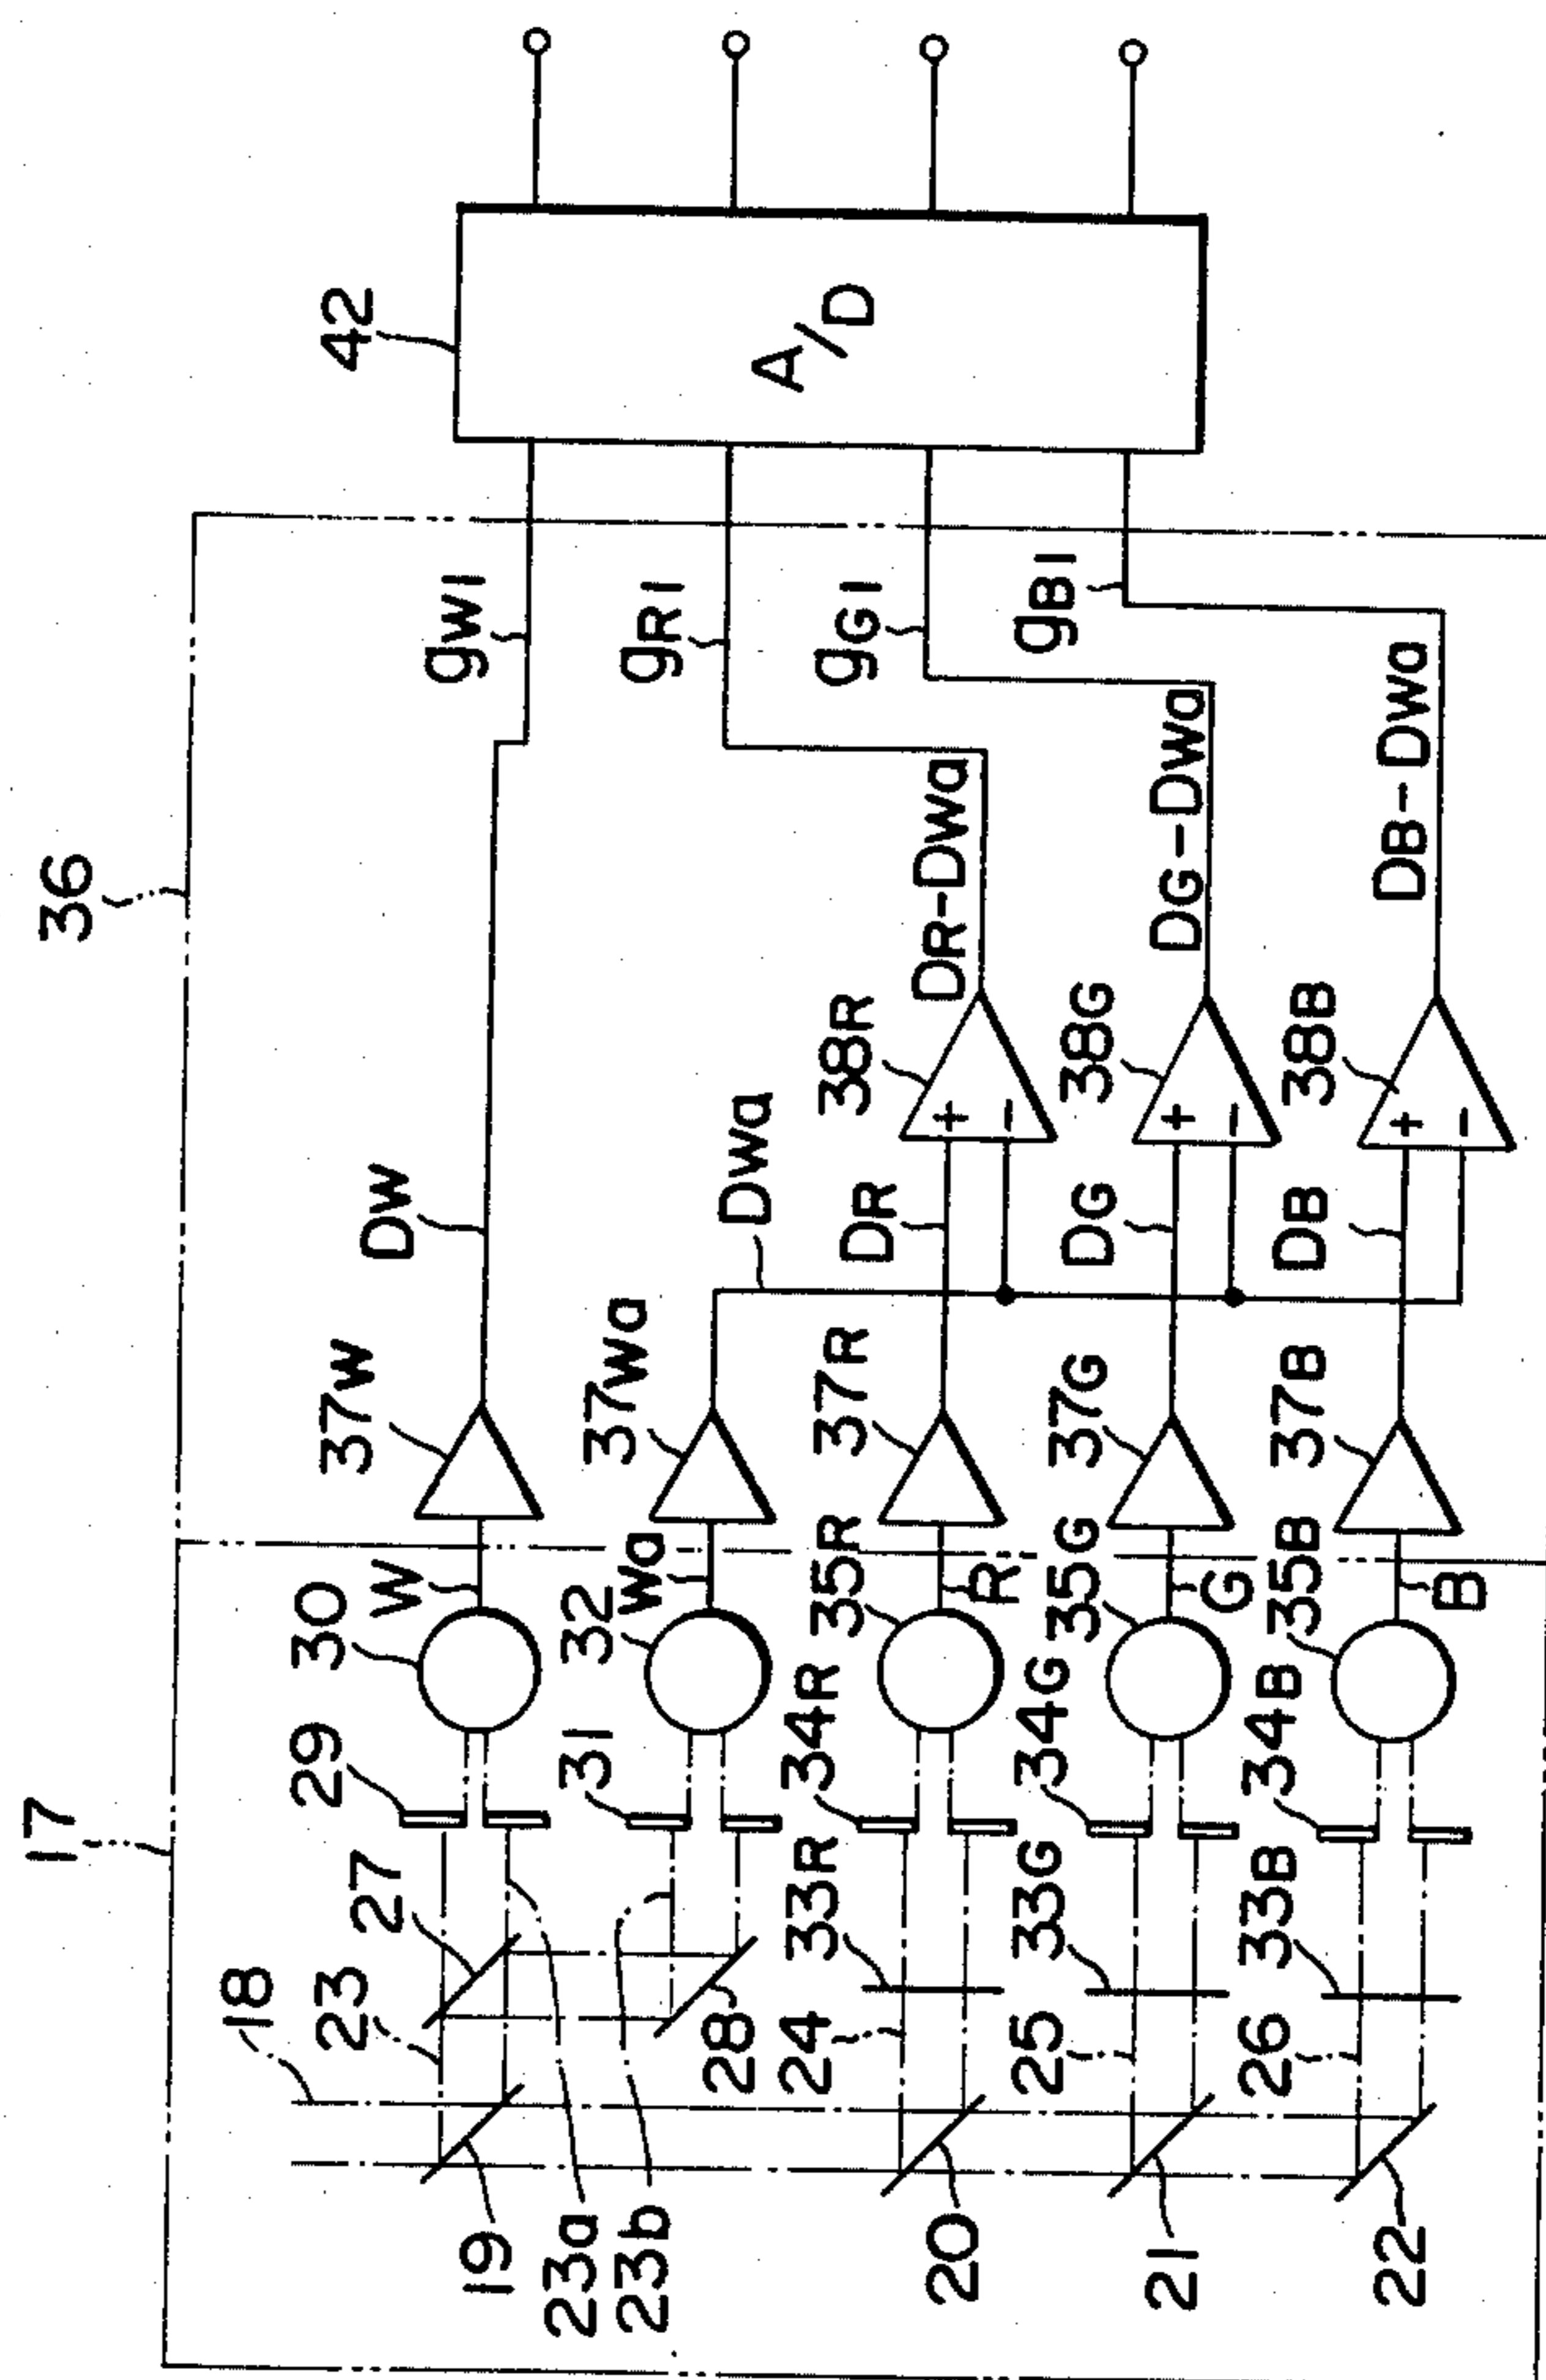 17
36
18
23
27
29
30
W
37W
DW
gW1
42
A/D
19
23a
23b
28
31
32
Wa
37Wa
DWa
gR1
20
24
33R
34R
35R
R
37R
DR
38R
DR-DWa
+
-
gG1
21
25
33G
34G
35G
G
37G
DG
38G
DG-DWa
+
-
gB1
22
26
33B
34B
35B
B
37B
DB
38B
DB-DWa
+
-